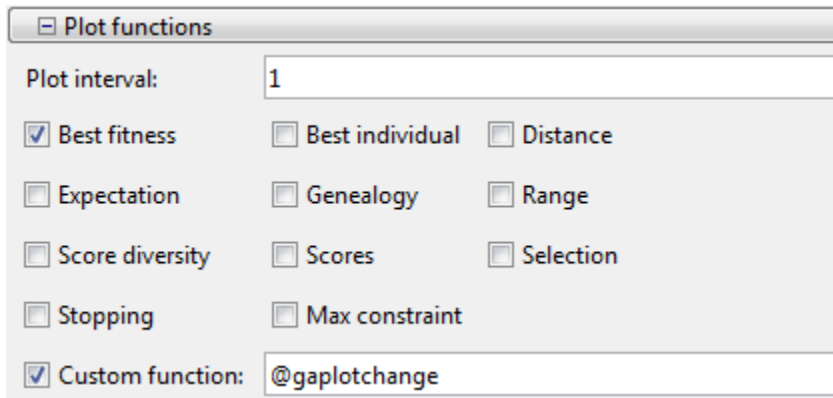 Plot functions
Plot interval: 1
Best fitness Best individual Distance
Expectation Genealogy Range
Score diversity Scores Selection
Stopping Max constraint
Custom function: @gaplotchange